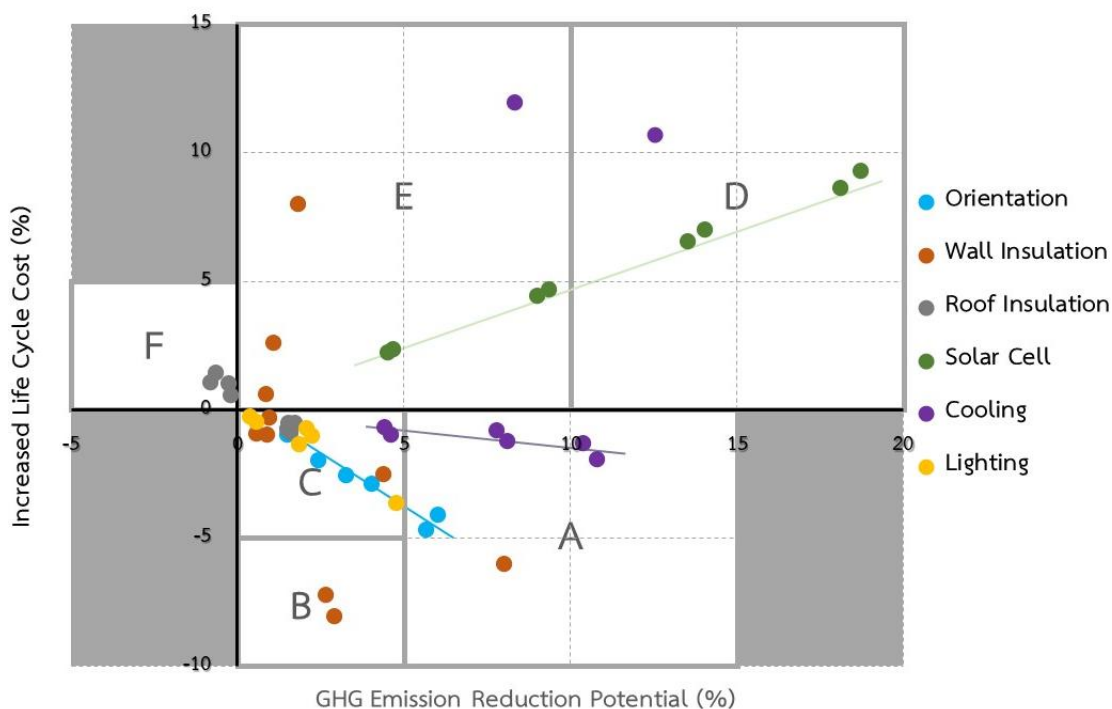 15
10
5
0
-5
-10
-5
0
5
10
15
20
E
D
F
C
A
B
Increased Life Cycle Cost (%)
GHG Emission Reduction Potential (%)
Orientation
Wall Insulation
Roof Insulation
Solar Cell
Cooling
Lighting